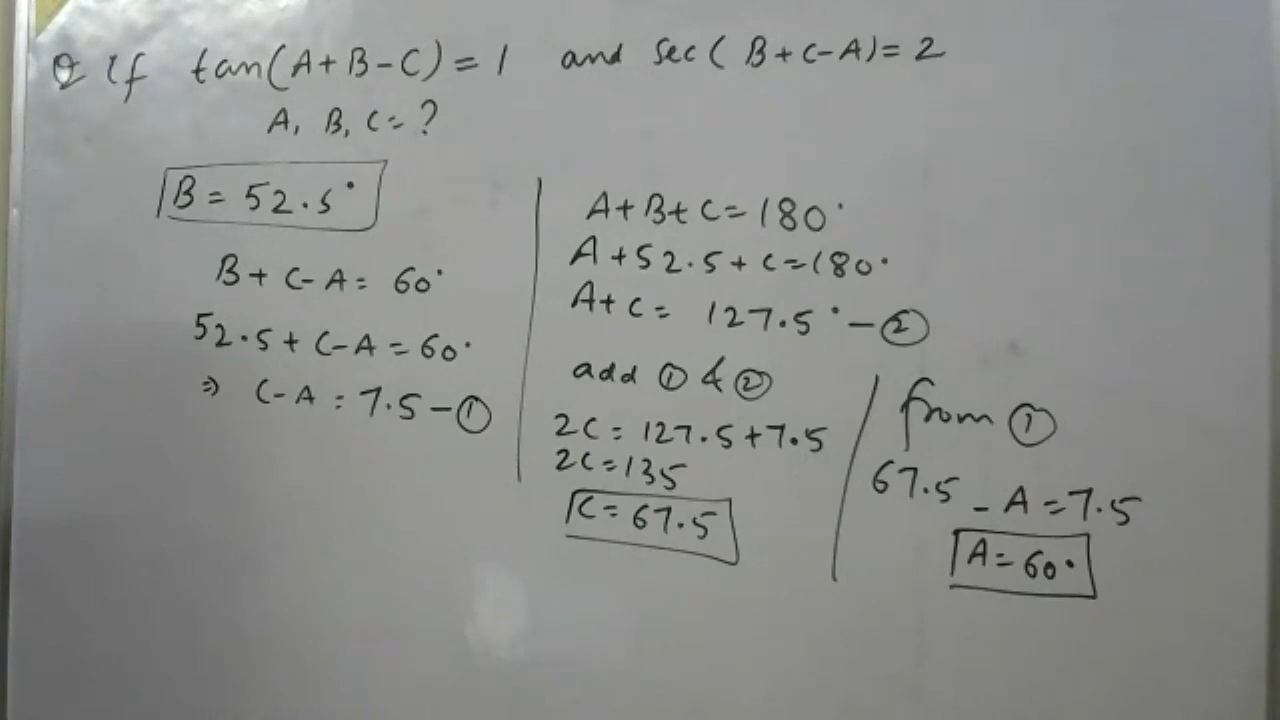 Q If tan(A+B-C)=1 and sec(B+C-A)=2
A, B, C=?
B=52.5°
B+C-A=60°
52.5+C-A=60°
⇒ C-A=7.5-①
A+B+C=180°
A+52.5+C=180°
A+C=127.5°-②
add ① & ②
2C=127.5+7.5
2C=135
C=67.5
from ①
67.5-A=7.5
A=60°